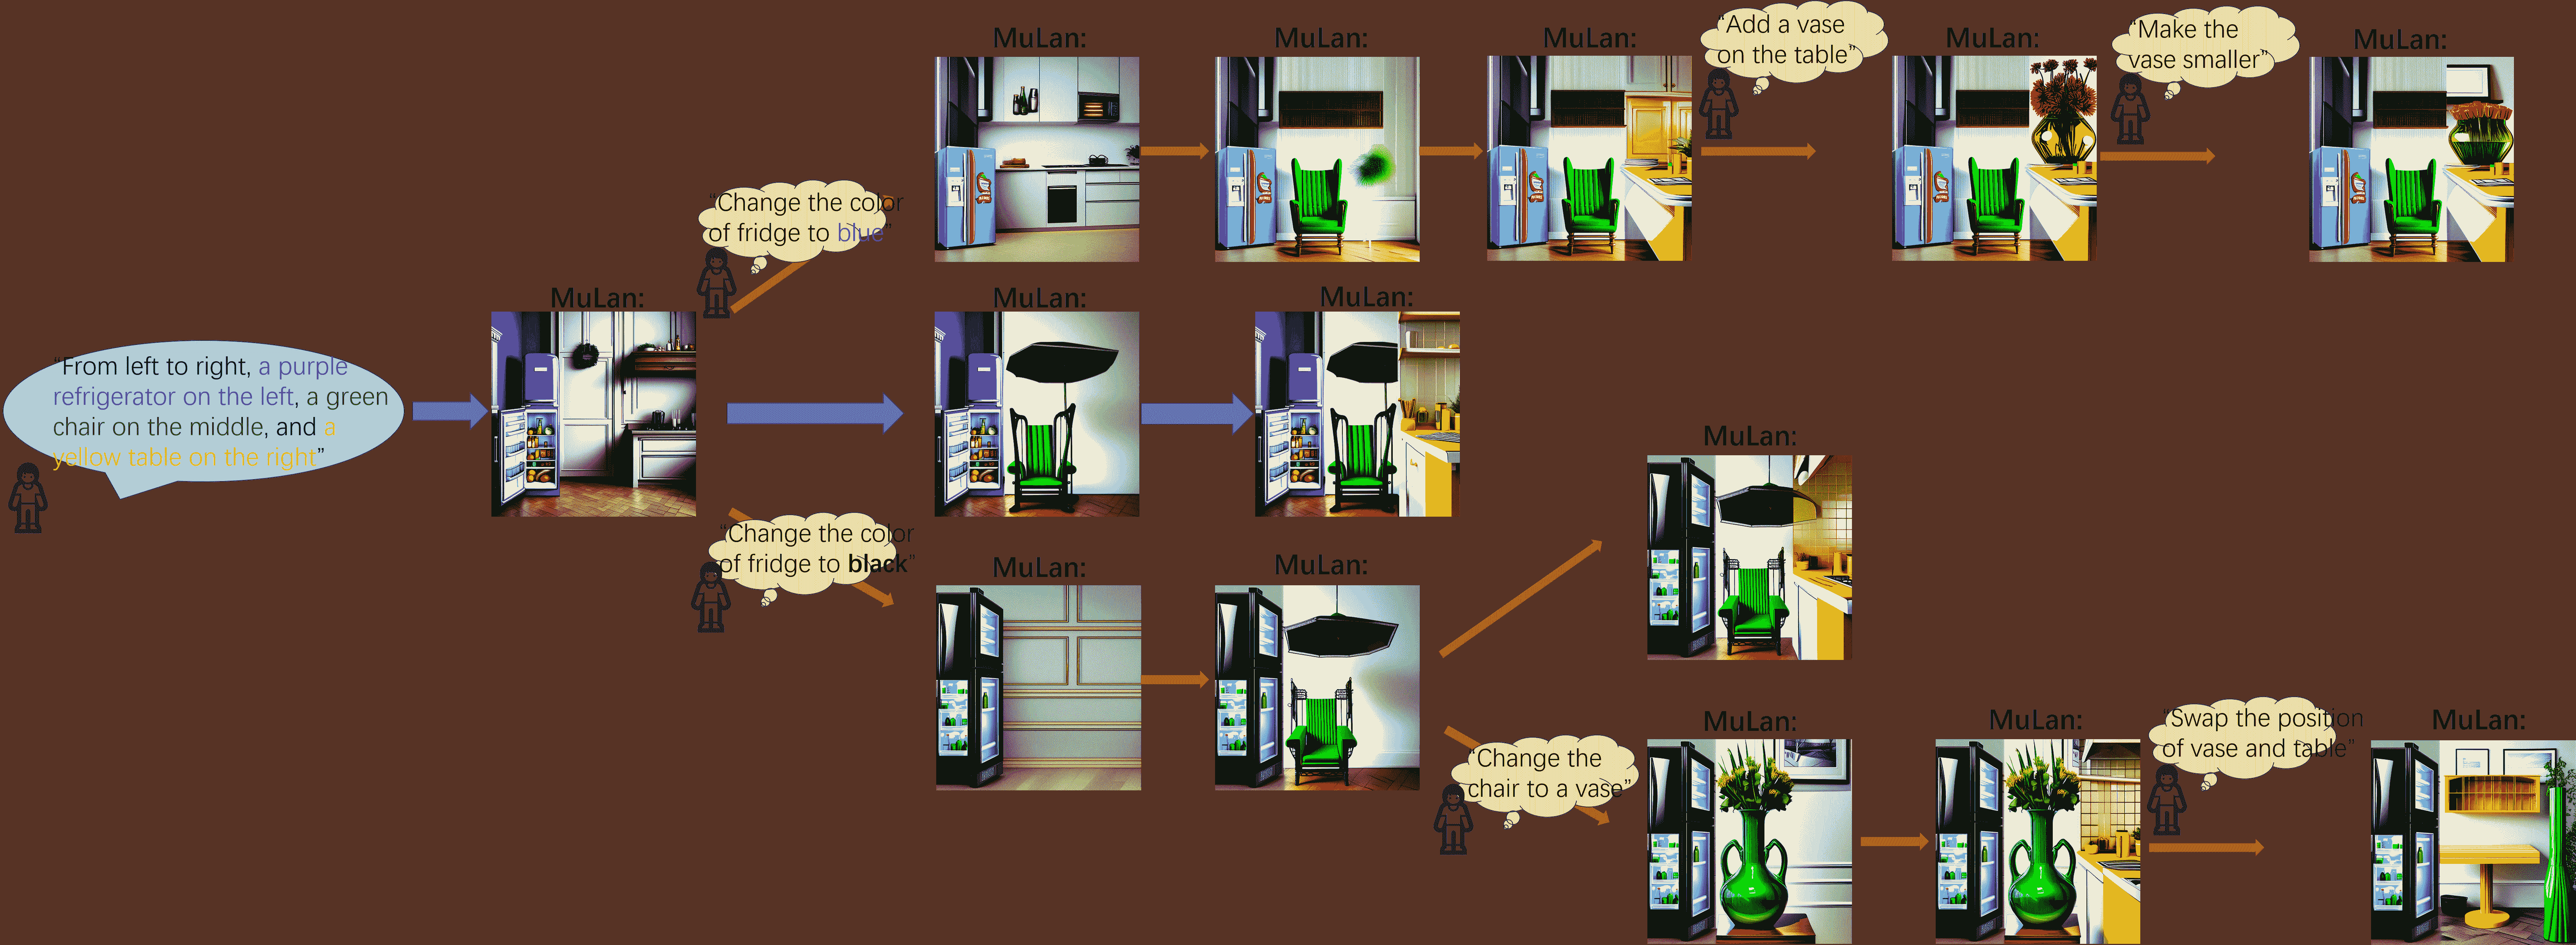 MuLan:
MuLan:
MuLan:
“Add a vase
on the table”
MuLan:
“Make the
vase smaller”
MuLan:
“Change the color
of fridge to blue”
MuLan:
MuLan:
MuLan:
“From left to right, a purple
refrigerator on the left, a green
chair on the middle, and a
yellow table on the right”
MuLan:
“Change the color
of fridge to black”
MuLan:
MuLan:
MuLan:
“Change the
chair to a vase”
MuLan:
“Swap the position
of vase and table”
MuLan: